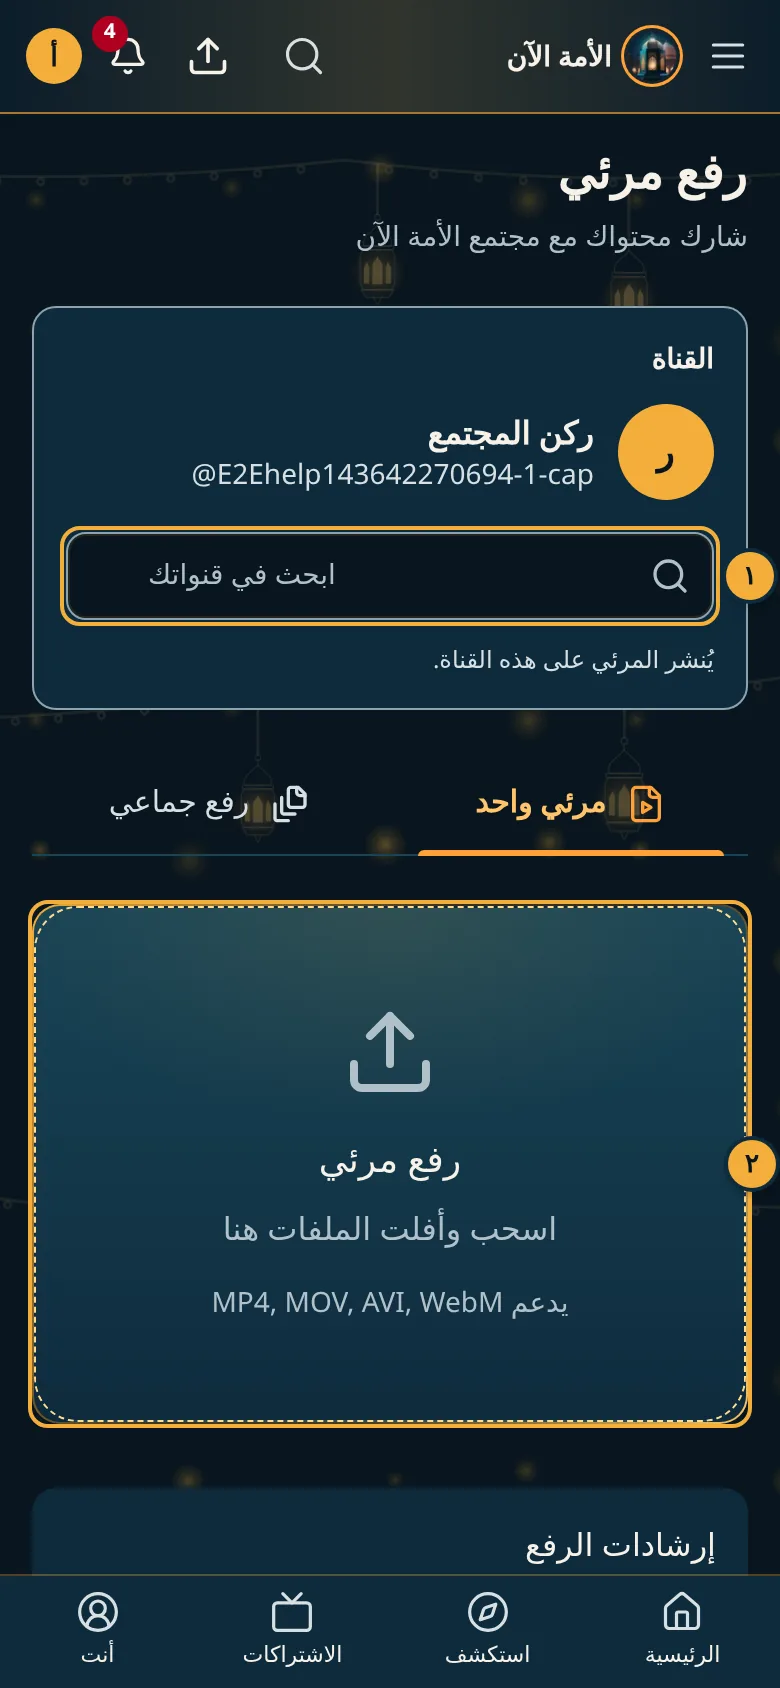 الأمة الآن
4
أ
رفع مرئي
شارك محتواك مع مجتمع الأمة الآن
القناة
ر
ركن المجتمع
@E2Ehelp143642270694-1-cap
ابحث في قنواتك
١
يُنشر المرئي على هذه القناة.
مرئي واحد
رفع جماعي
رفع مرئي
٢
اسحب وأفلت الملفات هنا
يدعم MP4, MOV, AVI, WebM
إرشادات الرفع
الرئيسية
استكشف
الاشتراكات
أنت